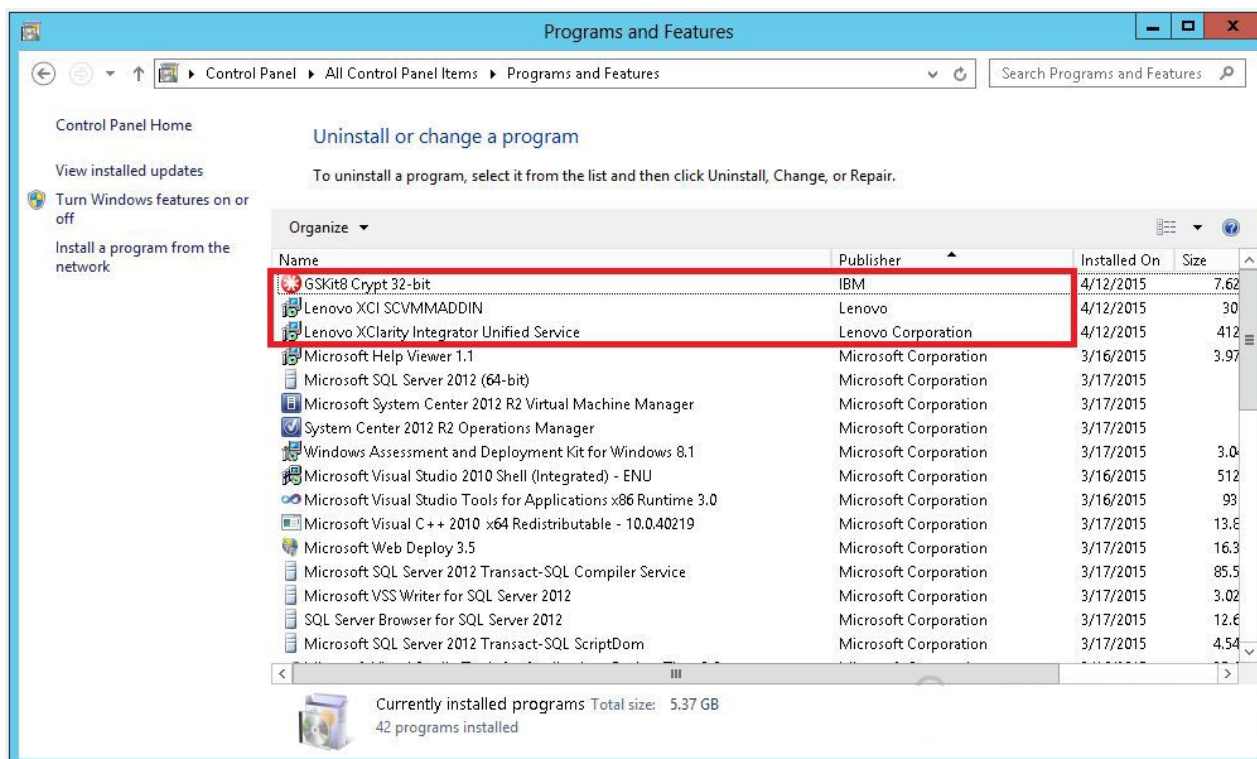 Programs and Features
Control Panel ▸ All Control Panel Items ▸ Programs and Features
Search Programs and Features
Control Panel Home
View installed updates
Turn Windows features on or
off
Install a program from the
network
Uninstall or change a program
To uninstall a program, select it from the list and then click Uninstall, Change, or Repair.
Organize
Name Publisher Installed On Size
GSKit8 Crypt 32-bit IBM 4/12/2015 7.62
Lenovo XCI SCVMMADDIN Lenovo 4/12/2015 30
Lenovo XClarity Integrator Unified Service Lenovo Corporation 4/12/2015 412
Microsoft Help Viewer 1.1 Microsoft Corporation 3/16/2015 3.97
Microsoft SQL Server 2012 (64-bit) Microsoft Corporation 3/17/2015
Microsoft System Center 2012 R2 Virtual Machine Manager Microsoft Corporation 3/17/2015
System Center 2012 R2 Operations Manager Microsoft Corporation 3/17/2015
Windows Assessment and Deployment Kit for Windows 8.1 Microsoft Corporation 3/17/2015 3.0
Microsoft Visual Studio 2010 Shell (Integrated) - ENU Microsoft Corporation 3/16/2015 512
Microsoft Visual Studio Tools for Applications x86 Runtime 3.0 Microsoft Corporation 3/16/2015 93
Microsoft Visual C++ 2010 x64 Redistributable - 10.0.40219 Microsoft Corporation 3/17/2015 13.8
Microsoft Web Deploy 3.5 Microsoft Corporation 3/17/2015 16.3
Microsoft SQL Server 2012 Transact-SQL Compiler Service Microsoft Corporation 3/17/2015 85.5
Microsoft VSS Writer for SQL Server 2012 Microsoft Corporation 3/17/2015 3.02
SQL Server Browser for SQL Server 2012 Microsoft Corporation 3/17/2015 12.6
Microsoft SQL Server 2012 Transact-SQL ScriptDom Microsoft Corporation 3/17/2015 4.54
Currently installed programs Total size: 5.37 GB
42 programs installed